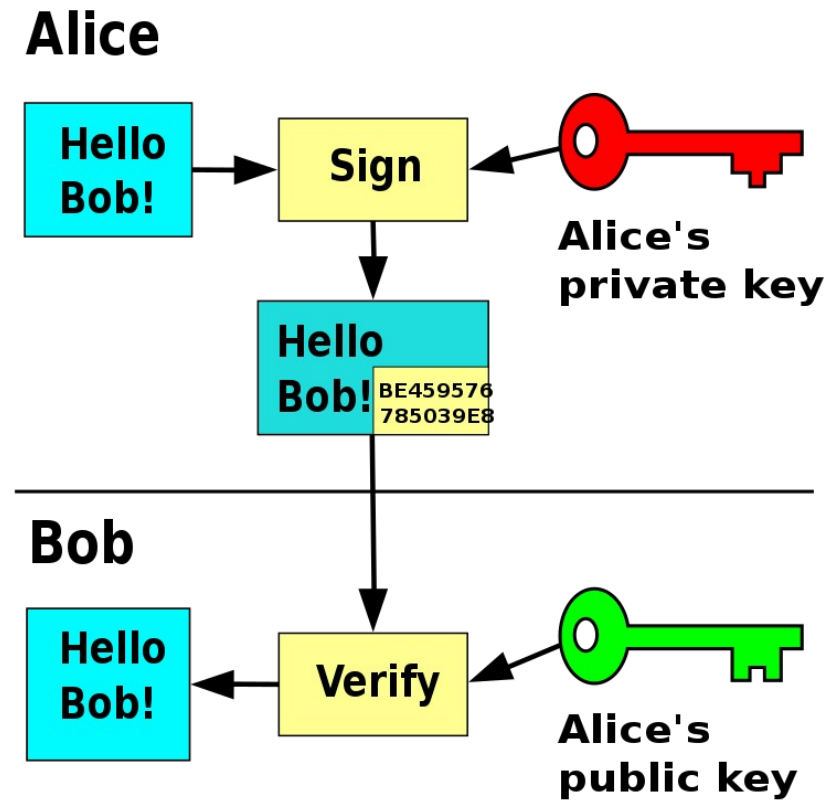 Alice
Hello
Bob!
Sign
Alice's
private key
Hello
Bob!
BE459576
785039E8
Bob
Hello
Bob!
Verify
Alice's
public key